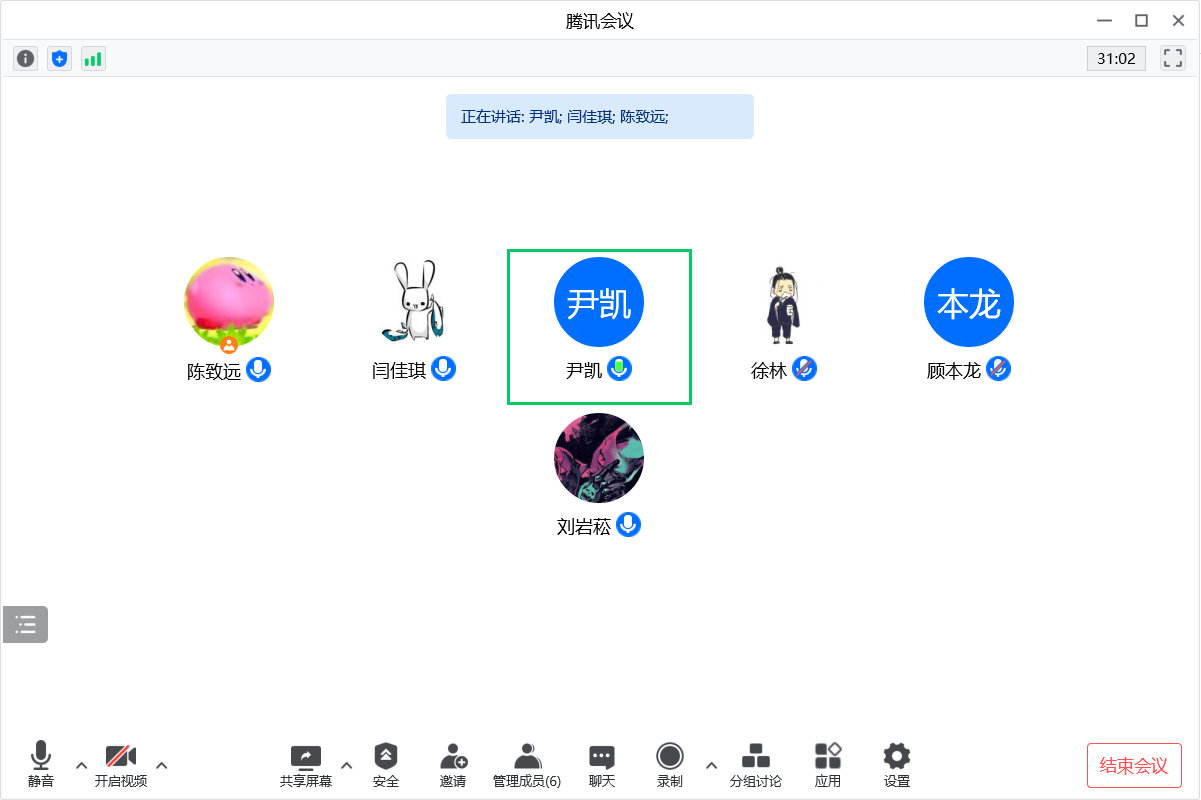 腾讯会议
31:02
正在讲话: 尹凯; 闫佳琪; 陈致远;
尹凯
本龙
陈致远
闫佳琪
尹凯
徐林
顾本龙
刘岩菘
静音
开启视频
共享屏幕
安全
邀请
管理成员(6)
聊天
录制
分组讨论
应用
设置
结束会议